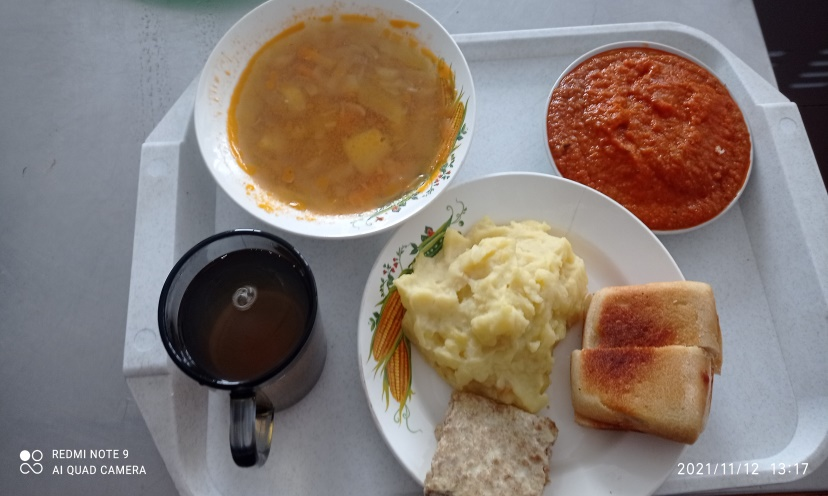 REDMI NOTE 9
AI QUAD CAMERA
2021/11/12 13:17